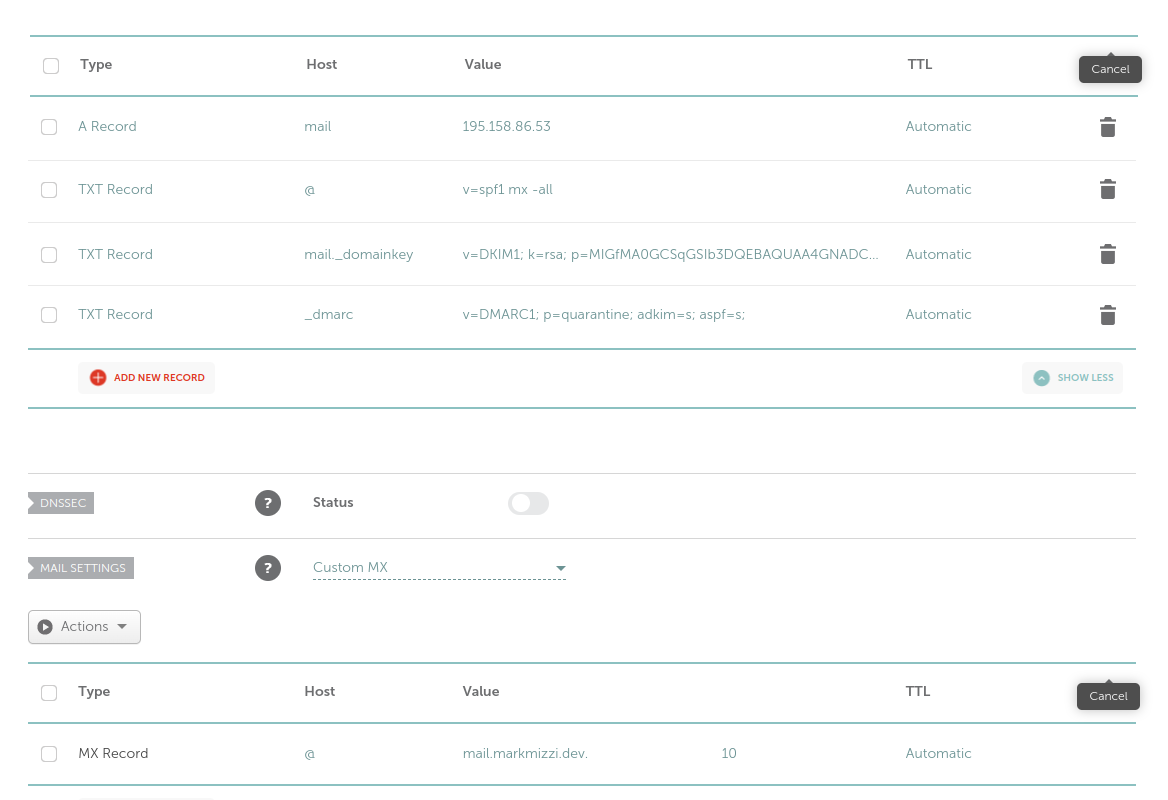 Type Host Value TTL
Cancel
A Record mail 195.158.86.53 Automatic
TXT Record @ v=spf1 mx -all Automatic
TXT Record mail._domainkey v=DKIM1; k=rsa; p=MIGfMA0GCSqGSIb3DQEBAQUAA4GNADC... Automatic
TXT Record _dmarc v=DMARC1; p=quarantine; adkim=s; aspf=s; Automatic
ADD NEW RECORD SHOW LESS
DNSSEC ? Status
MAIL SETTINGS ? Custom MX
Actions
Type Host Value TTL
Cancel
MX Record @ mail.markmizzi.dev. 10 Automatic